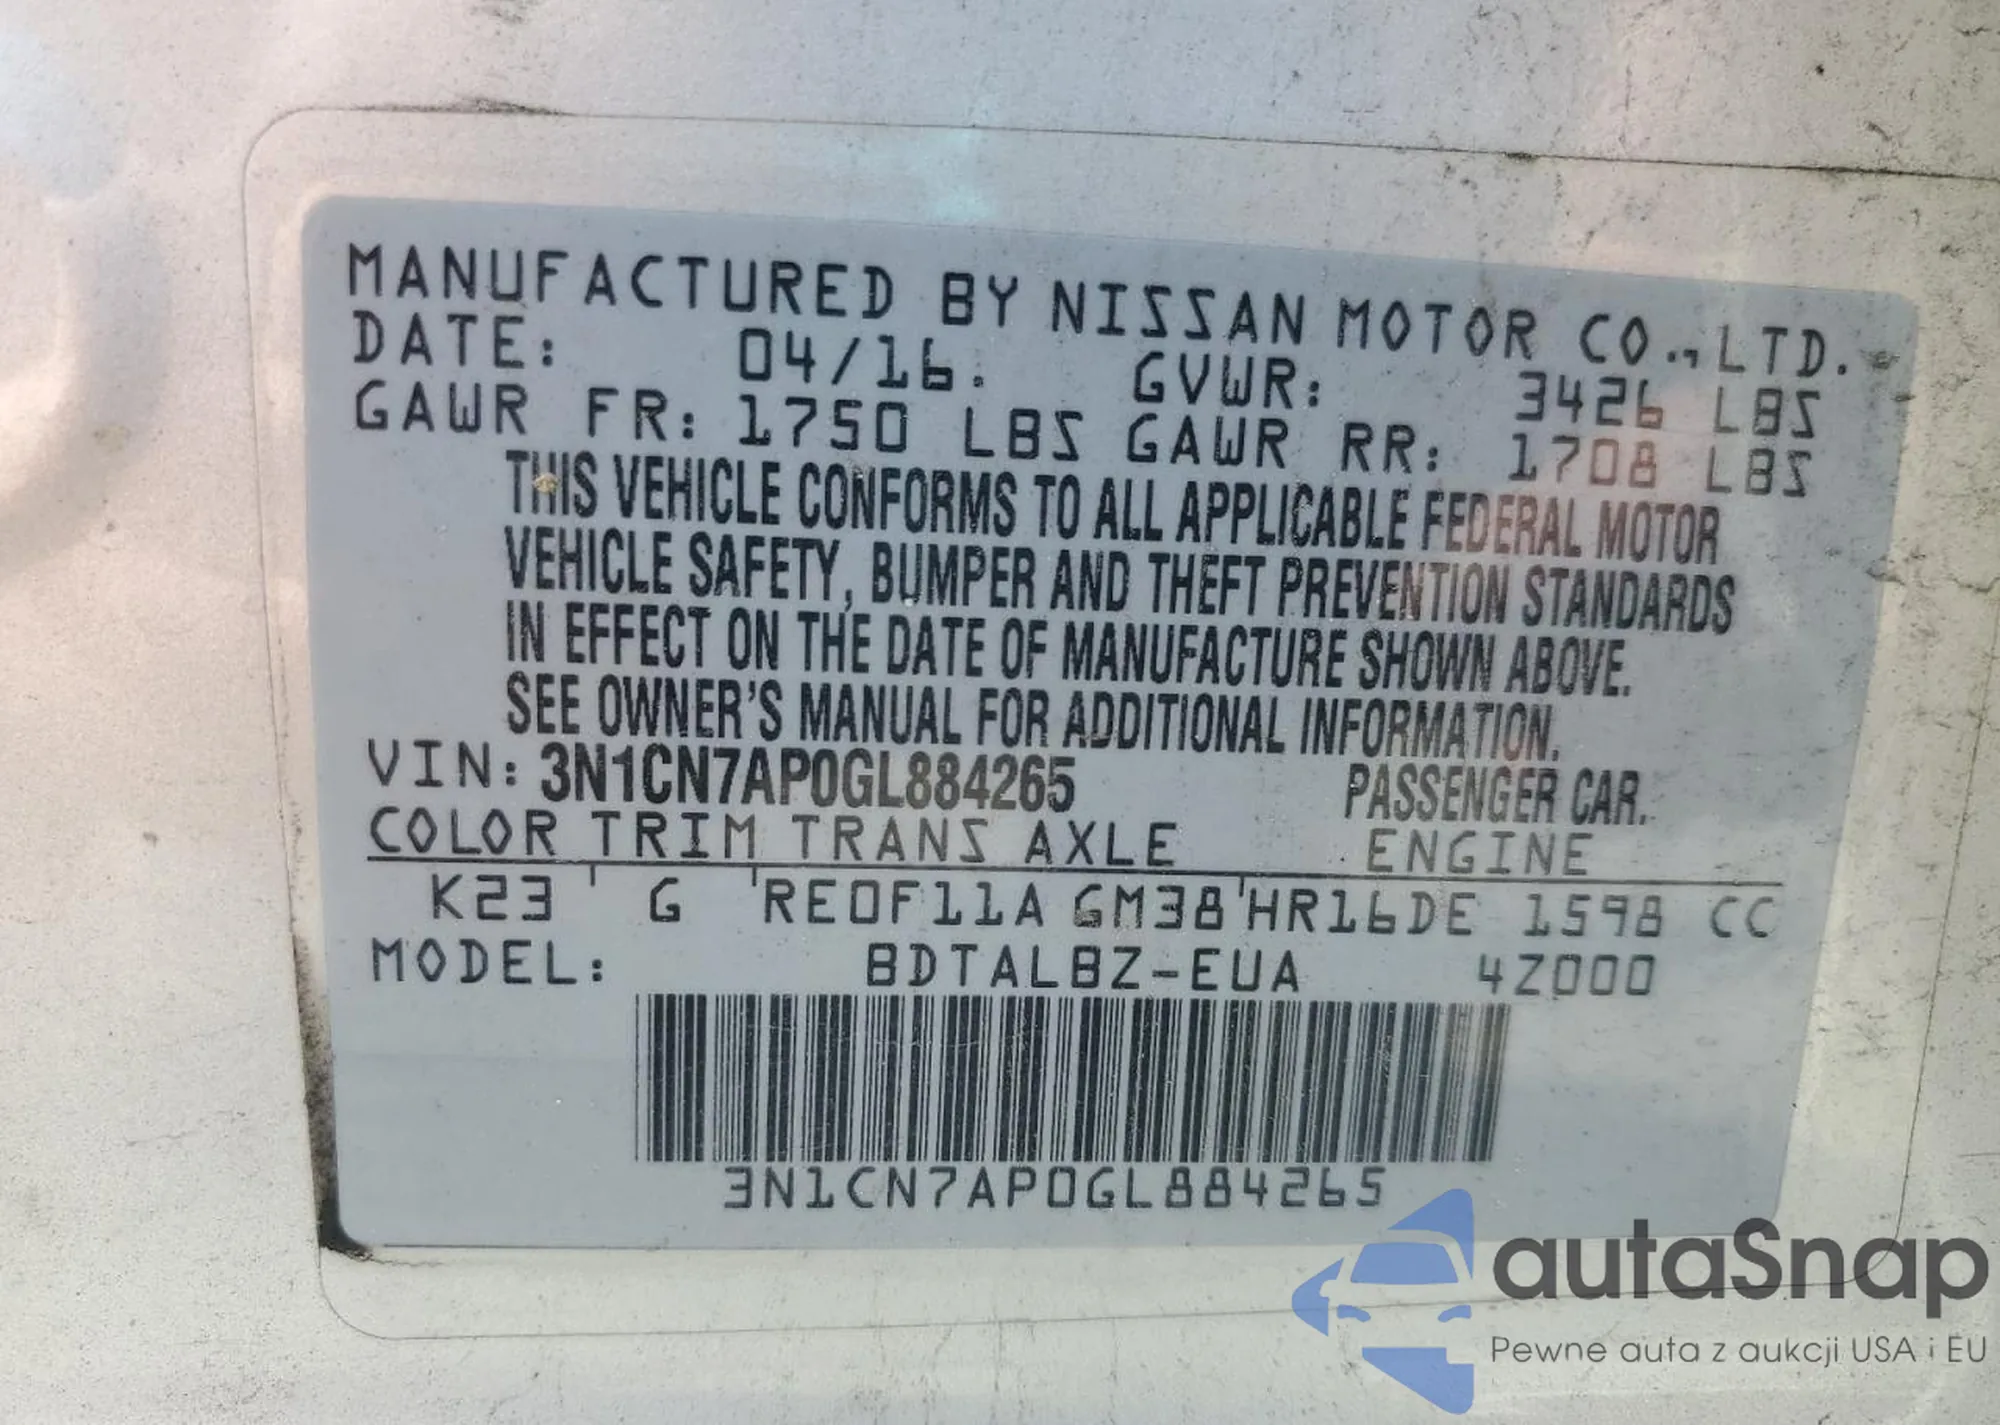 MANUFACTURED BY NISSAN MOTOR CO., LTD.
DATE: 04/16. GVWR: 3426 LBS
GAWR FR: 1750 LBS GAWR RR: 1708 LBS
THIS VEHICLE CONFORMS TO ALL APPLICABLE FEDERAL MOTOR
VEHICLE SAFETY, BUMPER AND THEFT PREVENTION STANDARDS
IN EFFECT ON THE DATE OF MANUFACTURE SHOWN ABOVE.
SEE OWNER'S MANUAL FOR ADDITIONAL INFORMATION.
VIN: 3N1CN7AP0GL884265 PASSENGER CAR.
COLOR TRIM TRANS AXLE ENGINE
K23 G RE0F11A GM38 HR16DE 1598 CC
MODEL: BDTALBZ-EUA 4Z000
3N1CN7AP0GL884265
autaSnap
Pewne auta z aukcji USA i EU